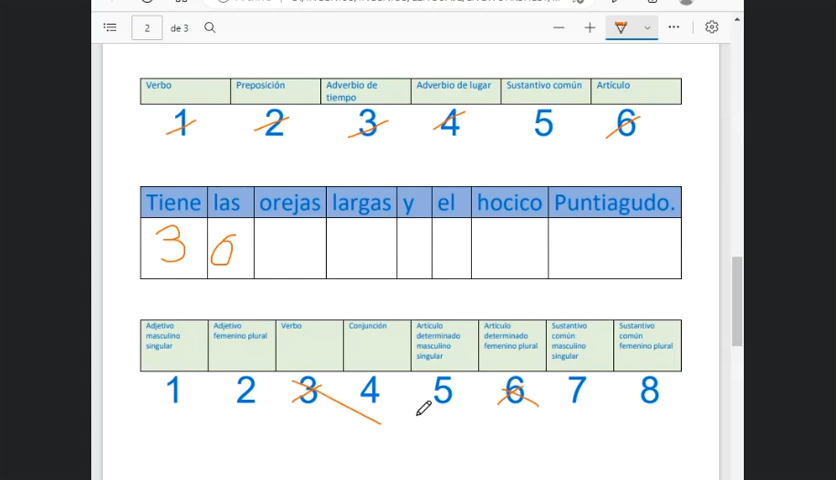 2 de 3
Verbo Preposición Adverbio de tiempo Adverbio de lugar Sustantivo común Artículo
1 2 3 4 5 6
Tiene las orejas largas y el hocico Puntiagudo.
3 6
Adjetivo masculino singular Adjetivo femenino plural Verbo Conjunción Artículo determinado masculino singular Artículo determinado femenino plural Sustantivo común masculino singular Sustantivo común femenino plural
1 2 3 4 5 6 7 8